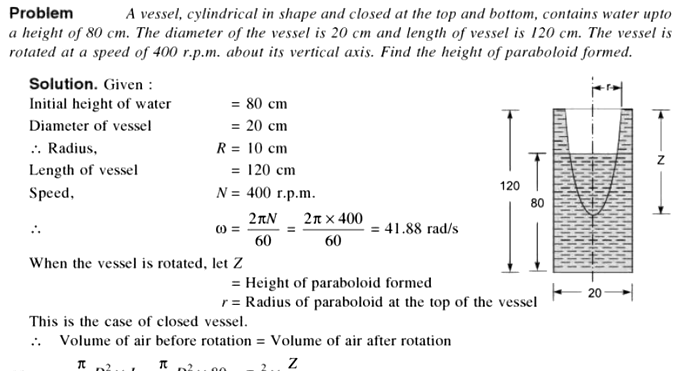 Problem A vessel, cylindrical in shape and closed at the top and bottom, contains water upto
a height of 80 cm. The diameter of the vessel is 20 cm and length of vessel is 120 cm. The vessel is
rotated at a speed of 400 r.p.m. about its vertical axis. Find the height of paraboloid formed.
Solution. Given :
Initial height of water = 80 cm
Diameter of vessel = 20 cm
∴ Radius, R = 10 cm
Length of vessel = 120 cm
Speed, N = 400 r.p.m.
∴ ω = 2πN/60 = 2π × 400/60 = 41.88 rad/s
When the vessel is rotated, let Z
= Height of paraboloid formed
r = Radius of paraboloid at the top of the vessel
This is the case of closed vessel.
∴ Volume of air before rotation = Volume of air after rotation
r
Z
120
80
20